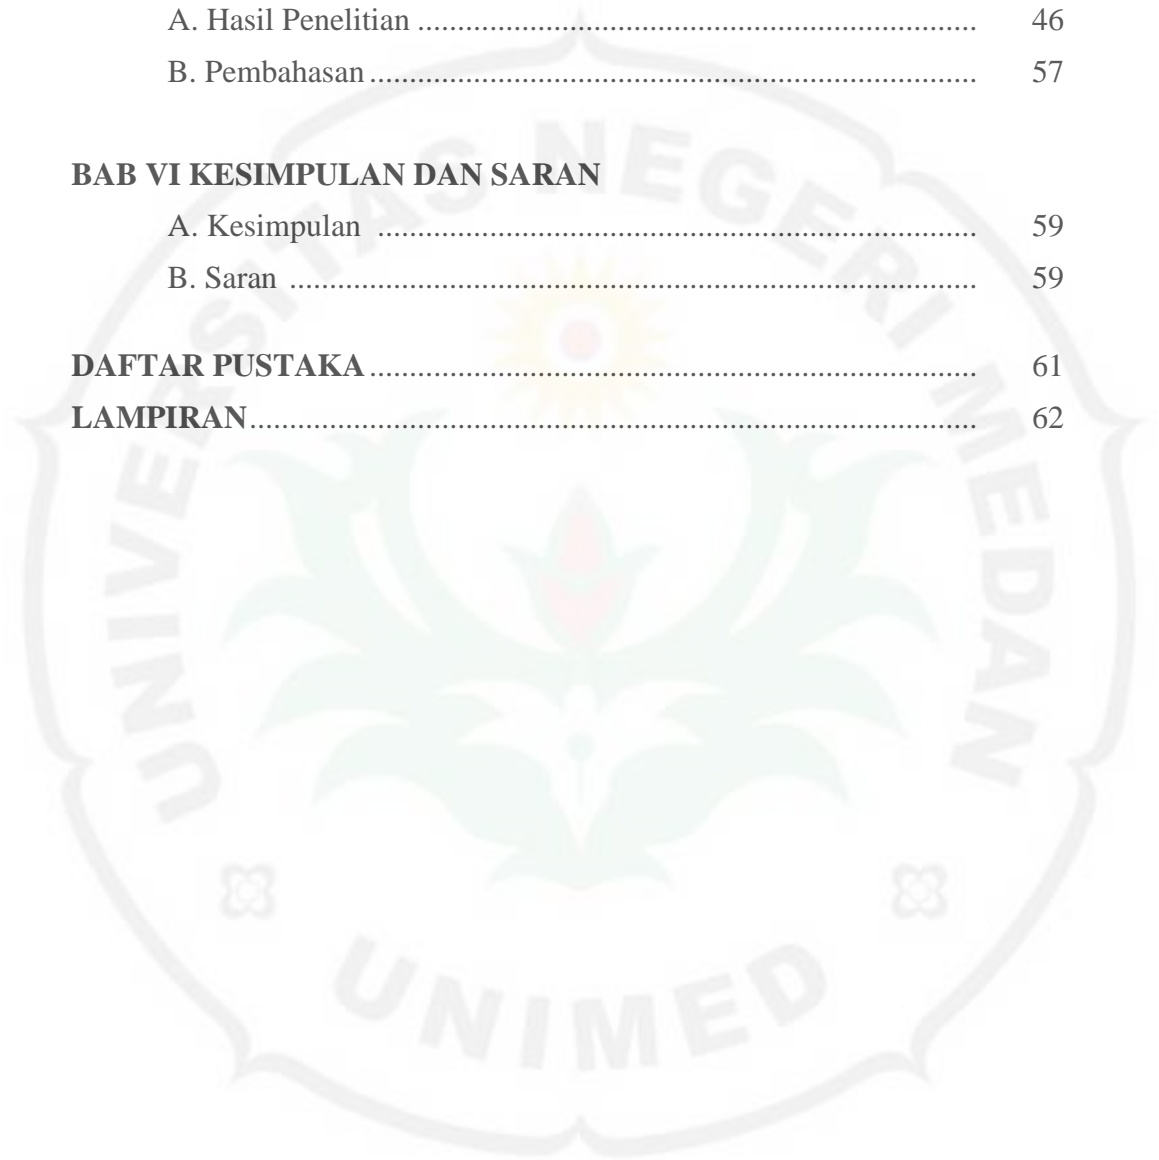 A. Hasil Penelitian ...................................................................... 46
B. Pembahasan ............................................................................ 57
BAB VI KESIMPULAN DAN SARAN
A. Kesimpulan ........................................................................... 59
B. Saran ...................................................................................... 59
DAFTAR PUSTAKA ............................................................................ 61
LAMPIRAN........................................................................................... 62
UNIVERSITAS NEGERI MEDAN
UNIMED